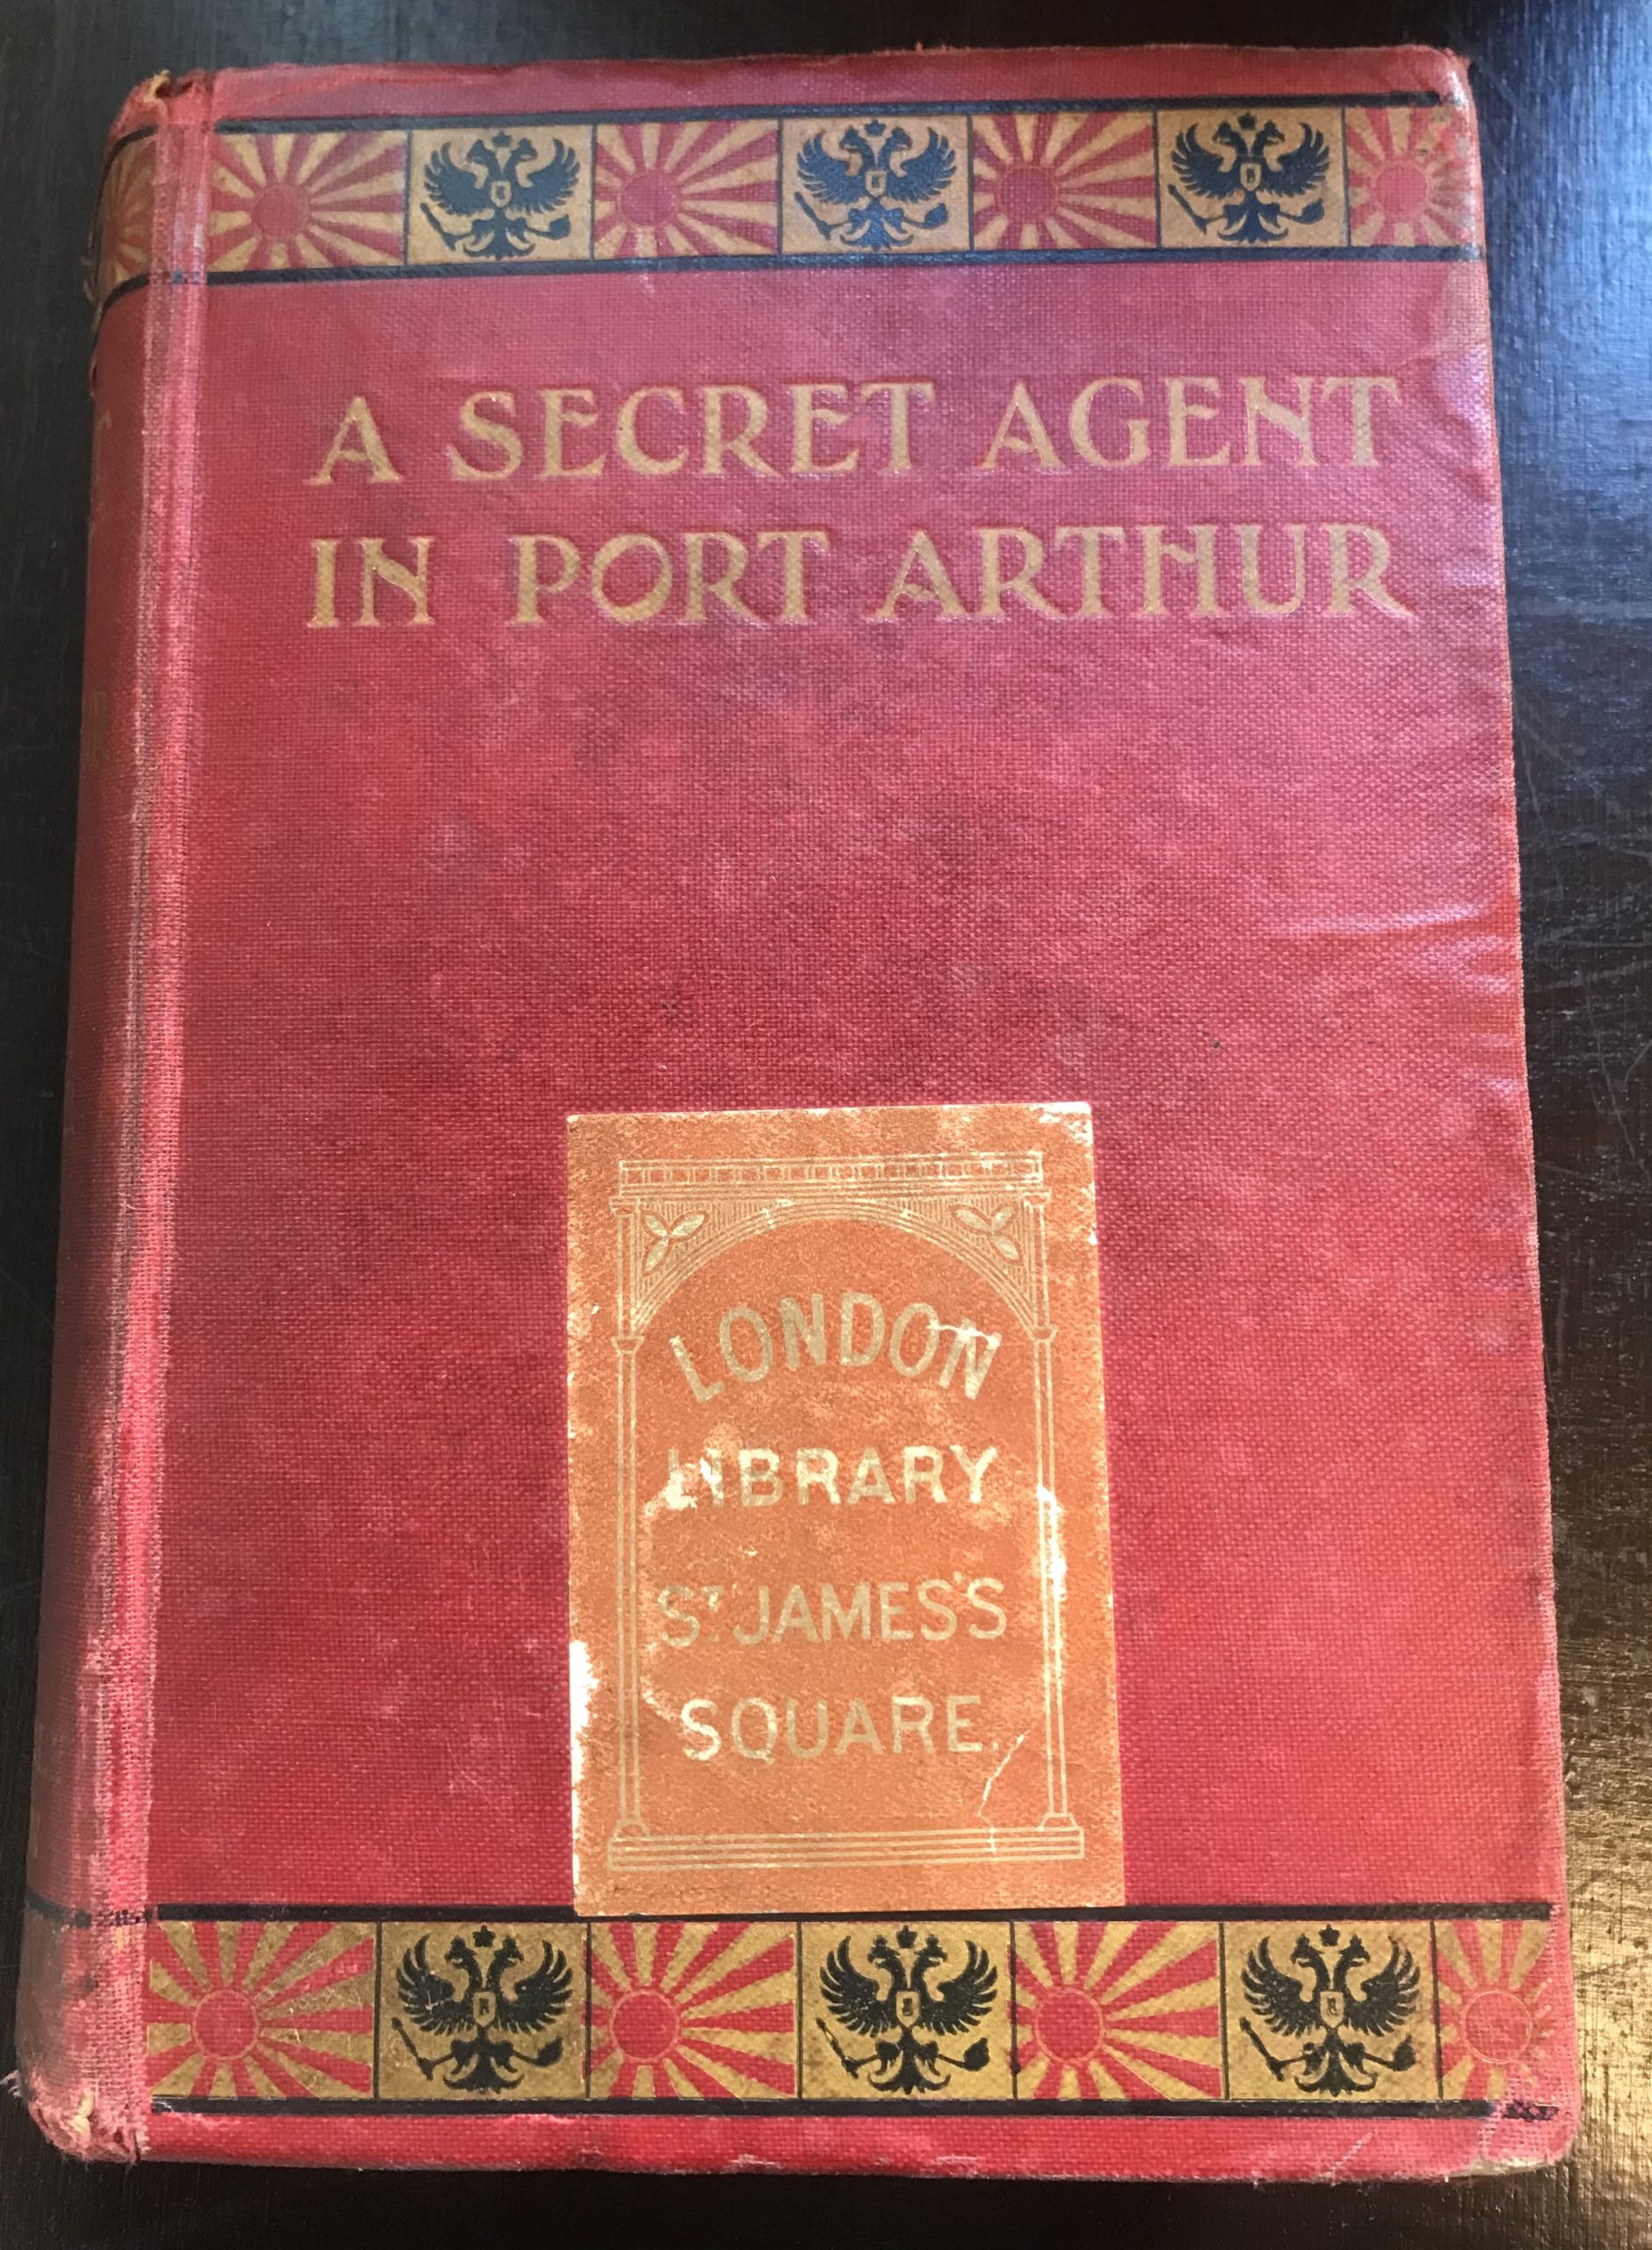 A SECRET AGENT
IN PORT ARTHUR
LONDON
LIBRARY
ST. JAMES'S
SQUARE.